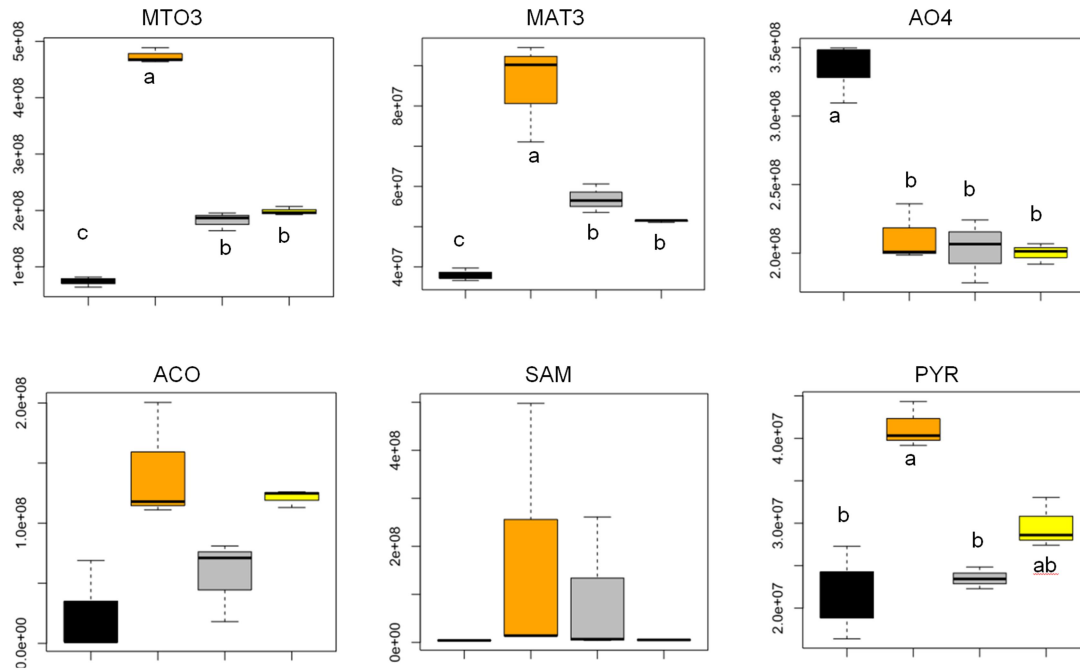 MTO3
5e+08
4e+08
3e+08
2e+08
1e+08
c
a
b
b
MAT3
8e+07
6e+07
4e+07
c
a
b
b
AO4
3.5e+08
3.0e+08
2.5e+08
2.0e+08
a
b
b
b
ACO
2.0e+08
1.0e+08
0.0e+00
SAM
4e+08
2e+08
0e+00
PYR
4.0e+07
3.0e+07
2.0e+07
b
a
b
ab